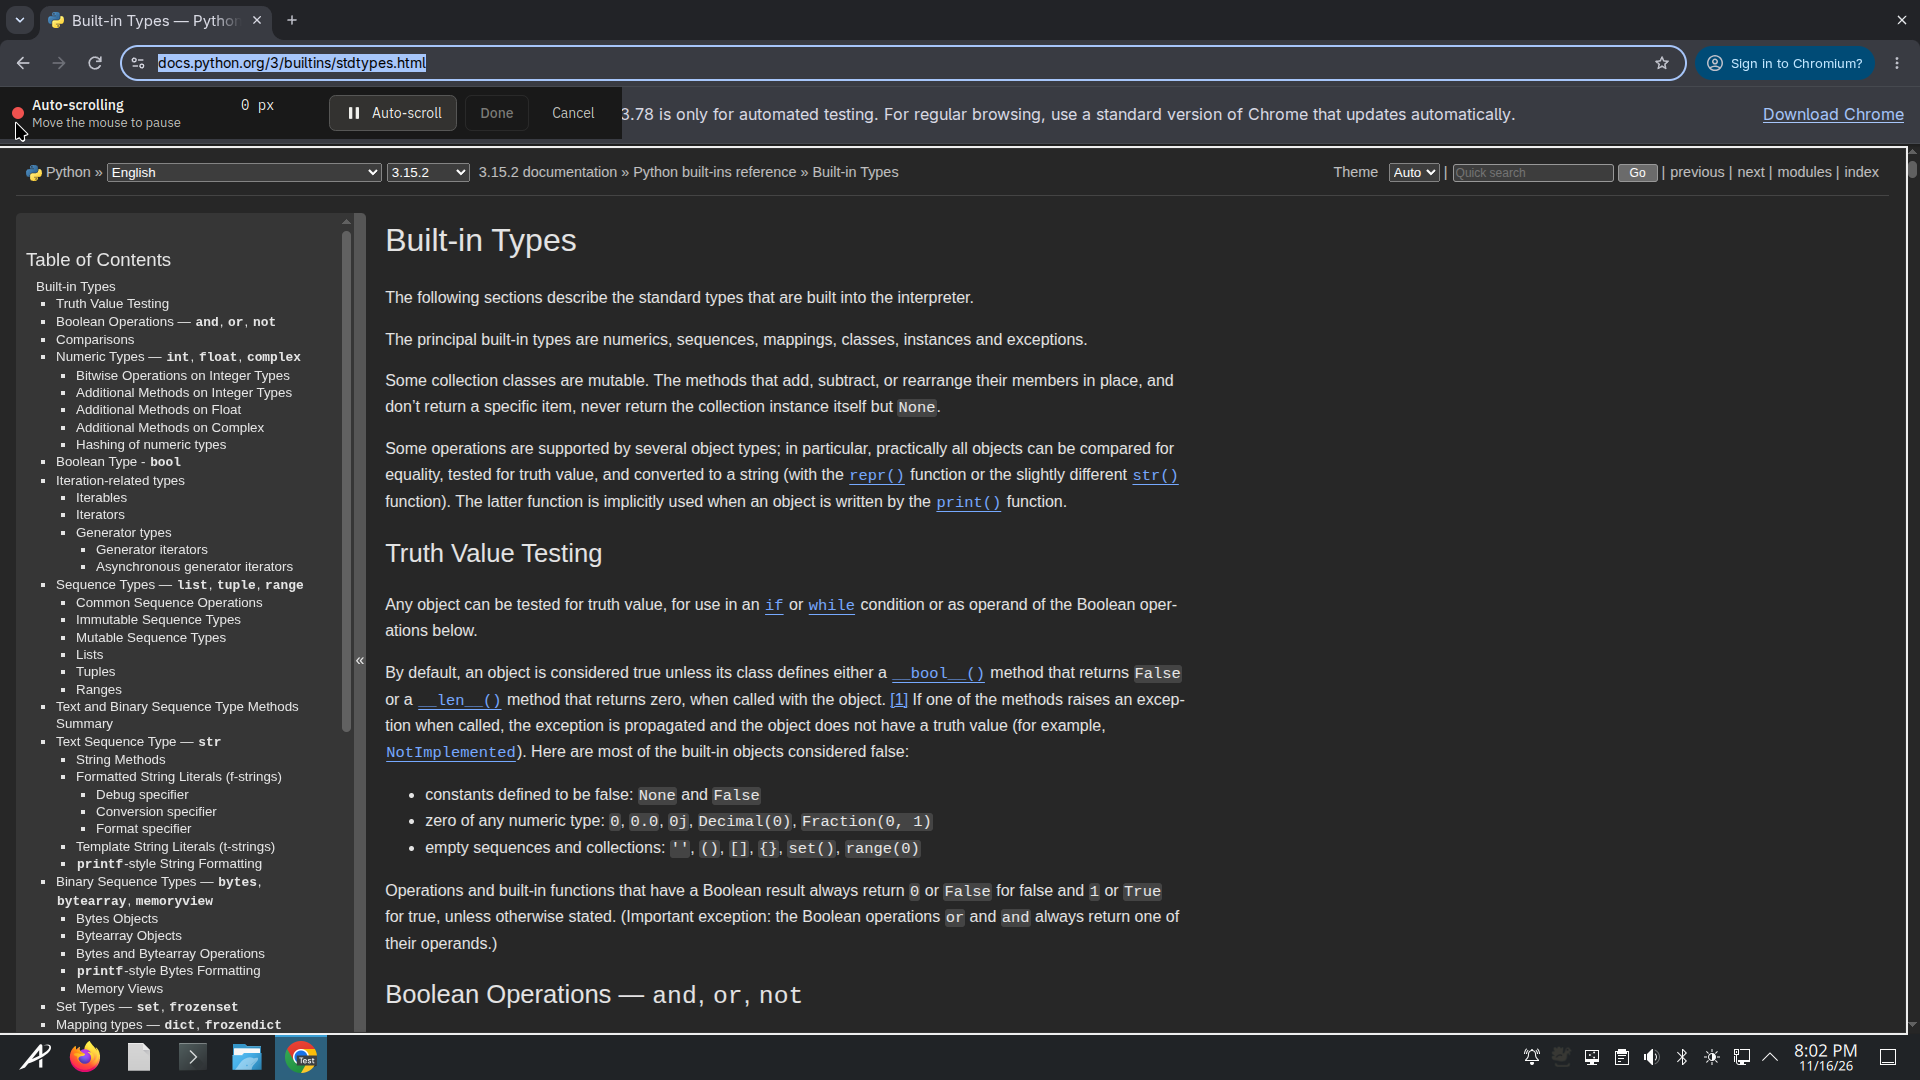 Built-in Types — Pytho
docs.python.org/3/builtins/stdtypes.html
Sign in to Chromium?
Auto-scrolling
Move the mouse to pause
0 px
Auto-scroll
Done
Cancel
3.78 is only for automated testing. For regular browsing, use a standard version of Chrome that updates automatically.
Download Chrome
Python » English 3.15.2 3.15.2 documentation » Python built-ins reference » Built-in Types
Theme Auto | Quick search Go | previous | next | modules | index
Table of Contents
Built-in Types
Truth Value Testing
Boolean Operations — and, or, not
Comparisons
Numeric Types — int, float, complex
Bitwise Operations on Integer Types
Additional Methods on Integer Types
Additional Methods on Float
Additional Methods on Complex
Hashing of numeric types
Boolean Type - bool
Iteration-related types
Iterables
Iterators
Generator types
Generator iterators
Asynchronous generator iterators
Sequence Types — list, tuple, range
Common Sequence Operations
Immutable Sequence Types
Mutable Sequence Types
Lists
Tuples
Ranges
Text and Binary Sequence Type Methods
Summary
Text Sequence Type — str
String Methods
Formatted String Literals (f-strings)
Debug specifier
Conversion specifier
Format specifier
Template String Literals (t-strings)
printf-style String Formatting
Binary Sequence Types — bytes,
bytearray, memoryview
Bytes Objects
Bytearray Objects
Bytes and Bytearray Operations
printf-style Bytes Formatting
Memory Views
Set Types — set, frozenset
Mapping types — dict, frozendict
«
Built-in Types
The following sections describe the standard types that are built into the interpreter.
The principal built-in types are numerics, sequences, mappings, classes, instances and exceptions.
Some collection classes are mutable. The methods that add, subtract, or rearrange their members in place, and
don’t return a specific item, never return the collection instance itself but None.
Some operations are supported by several object types; in particular, practically all objects can be compared for
equality, tested for truth value, and converted to a string (with the repr() function or the slightly different str()
function). The latter function is implicitly used when an object is written by the print() function.
Truth Value Testing
Any object can be tested for truth value, for use in an if or while condition or as operand of the Boolean oper-
ations below.
By default, an object is considered true unless its class defines either a __bool__() method that returns False
or a __len__() method that returns zero, when called with the object. [1] If one of the methods raises an excep-
tion when called, the exception is propagated and the object does not have a truth value (for example,
NotImplemented). Here are most of the built-in objects considered false:
• constants defined to be false: None and False
• zero of any numeric type: 0, 0.0, 0j, Decimal(0), Fraction(0, 1)
• empty sequences and collections: '', (), [], {}, set(), range(0)
Operations and built-in functions that have a Boolean result always return 0 or False for false and 1 or True
for true, unless otherwise stated. (Important exception: the Boolean operations or and and always return one of
their operands.)
Boolean Operations — and, or, not
Test
8:02 PM
11/16/26